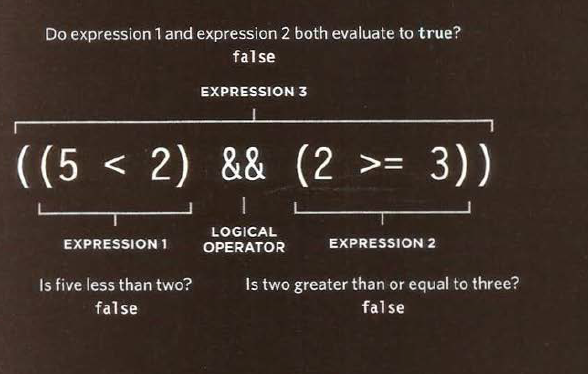 Do expression 1 and expression 2 both evaluate to true?
false
EXPRESSION 3
((5 < 2) && (2 >= 3))
EXPRESSION 1
LOGICAL
OPERATOR
EXPRESSION 2
Is five less than two?
false
Is two greater than or equal to three?
false